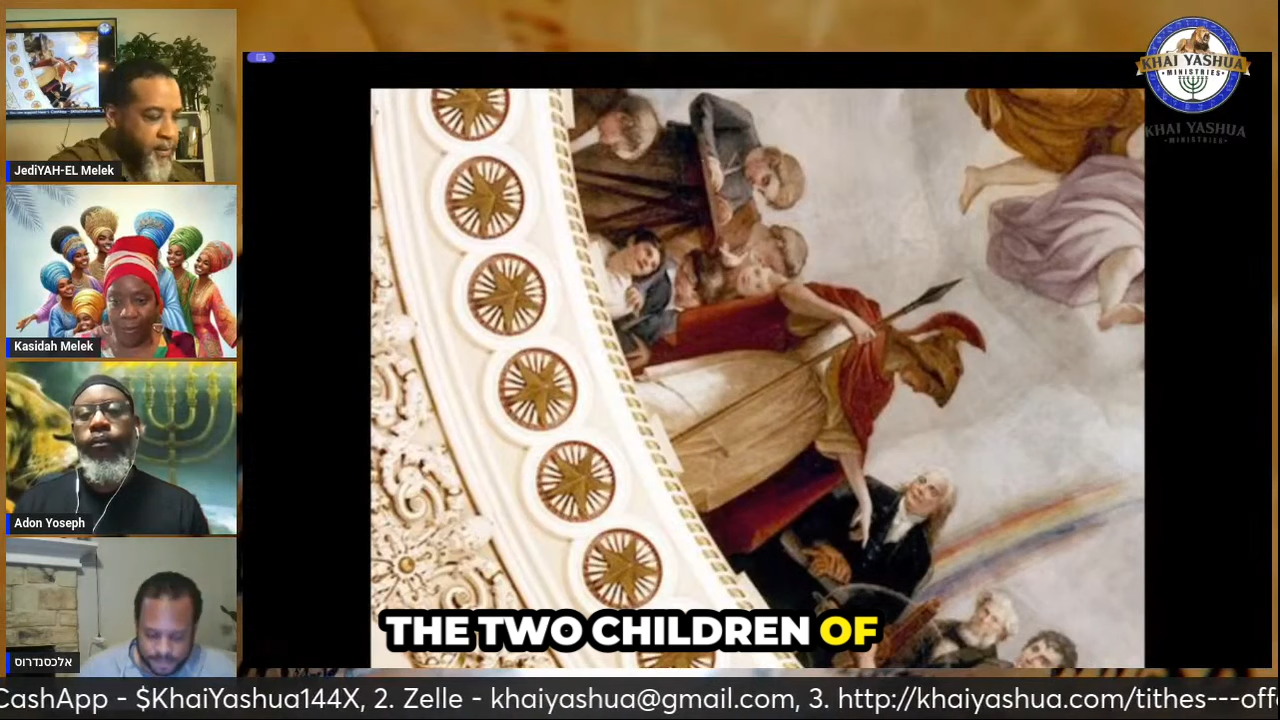 JediYAH-EL Melek
Kasidah Melek
Adon Yoseph
אלכסנדרוס
KHAI YASHUA
MINISTRIES
KHAI YASHUA
MINISTRIES
THE TWO CHILDREN OF
CashApp - $KhaiYashua144X, 2. Zelle - khaiyashua@gmail.com, 3. http://khaiyashua.com/tithes---off